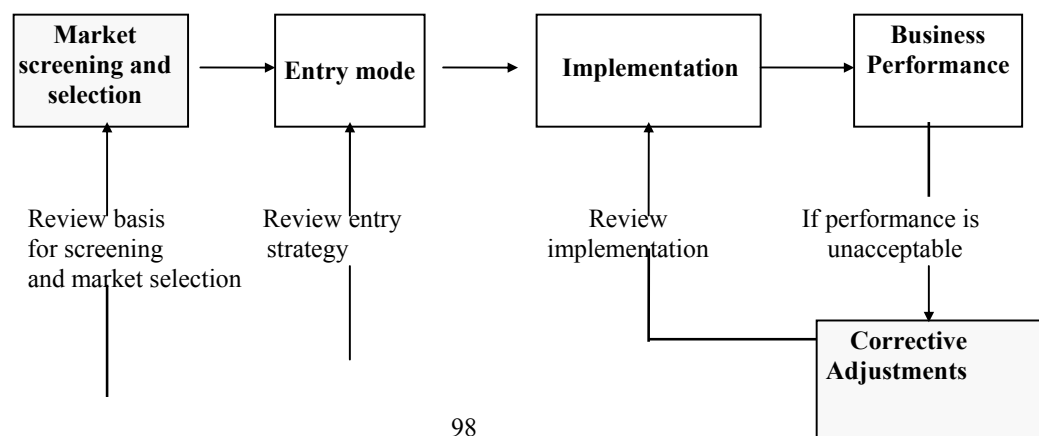 Market
screening and
selection
Entry mode
Implementation
Business
Performance
Review basis
for screening
and market selection
Review entry
strategy
Review
implementation
If performance is
unacceptable
Corrective
Adjustments
98